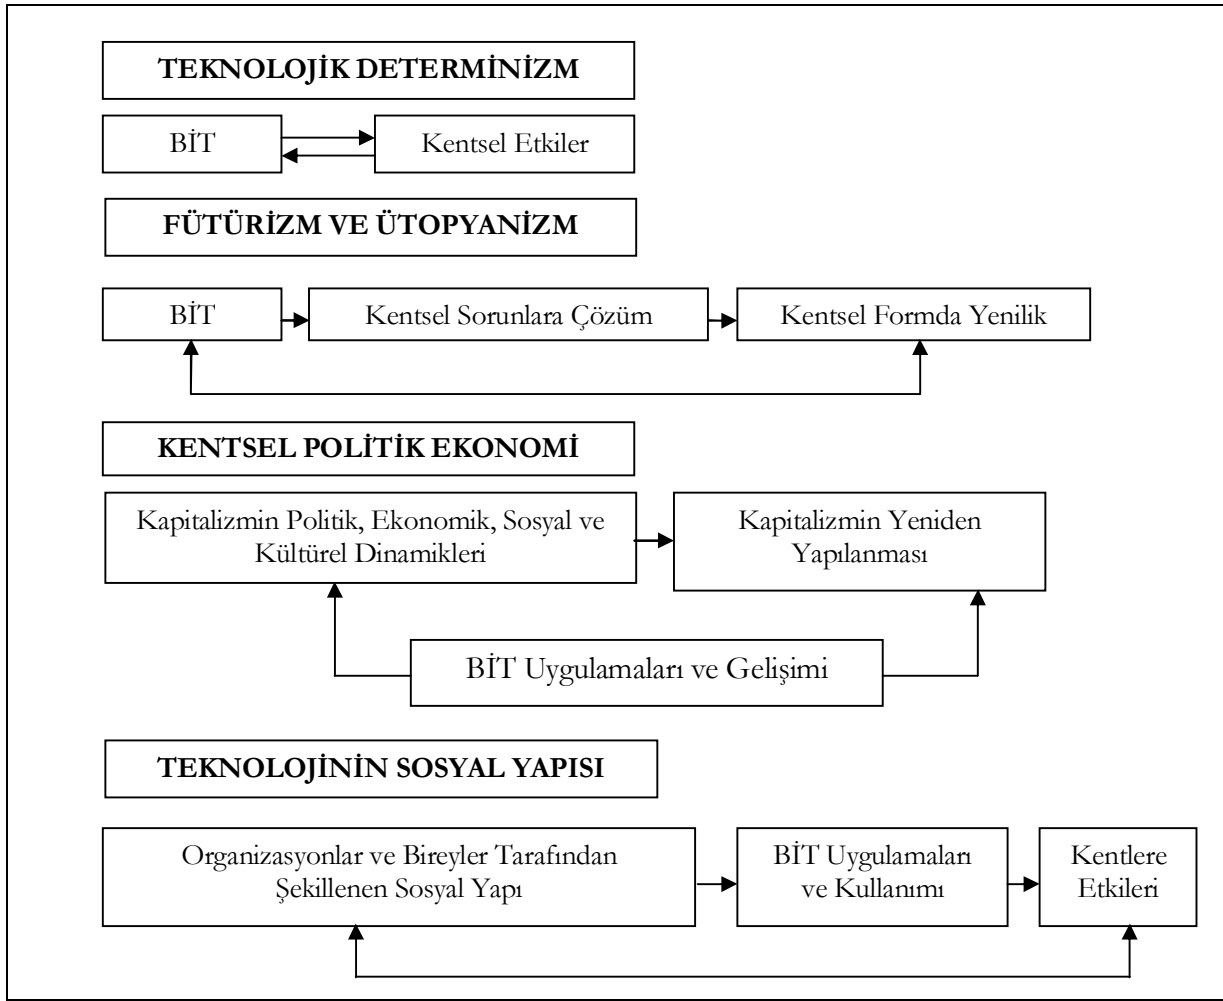 TEKNOLOJİK DETERMİNİZM
BİT
Kentsel Etkiler
FÜTÜRİZM VE ÜTOPYANİZM
BİT
Kentsel Sorunlara Çözüm
Kentsel Formda Yenilik
KENTSEL POLİTİK EKONOMİ
Kapitalizmin Politik, Ekonomik, Sosyal ve
Kültürel Dinamikleri
Kapitalizmin Yeniden
Yapılanması
BİT Uygulamaları ve Gelişimi
TEKNOLOJİNİN SOSYAL YAPISI
Organizasyonlar ve Bireyler Tarafından
Şekillenen Sosyal Yapı
BİT Uygulamaları
ve Kullanımı
Kentlere
Etkileri